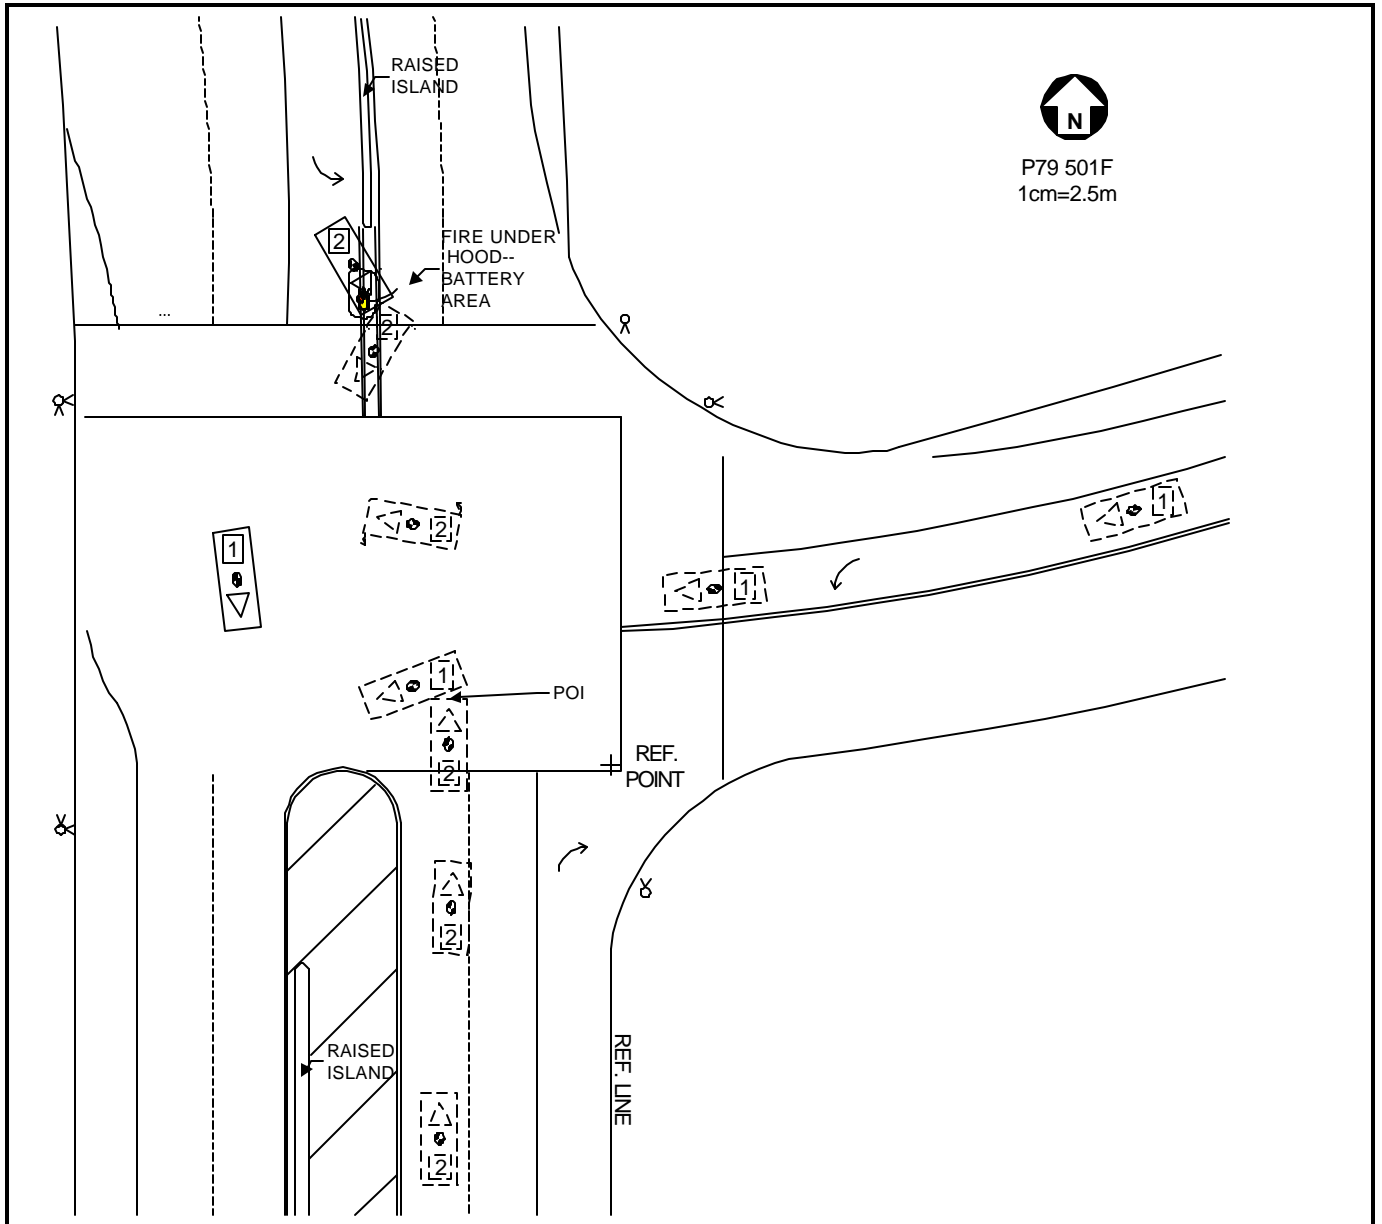 RAISED
ISLAND
N
P79 501F
1cm=2.5m
2
FIRE UNDER
HOOD--
BATTERY
AREA
...
2
1
2
1
1
1
POI
2
REF.
POINT
2
RAISED
ISLAND
REF. LINE
2